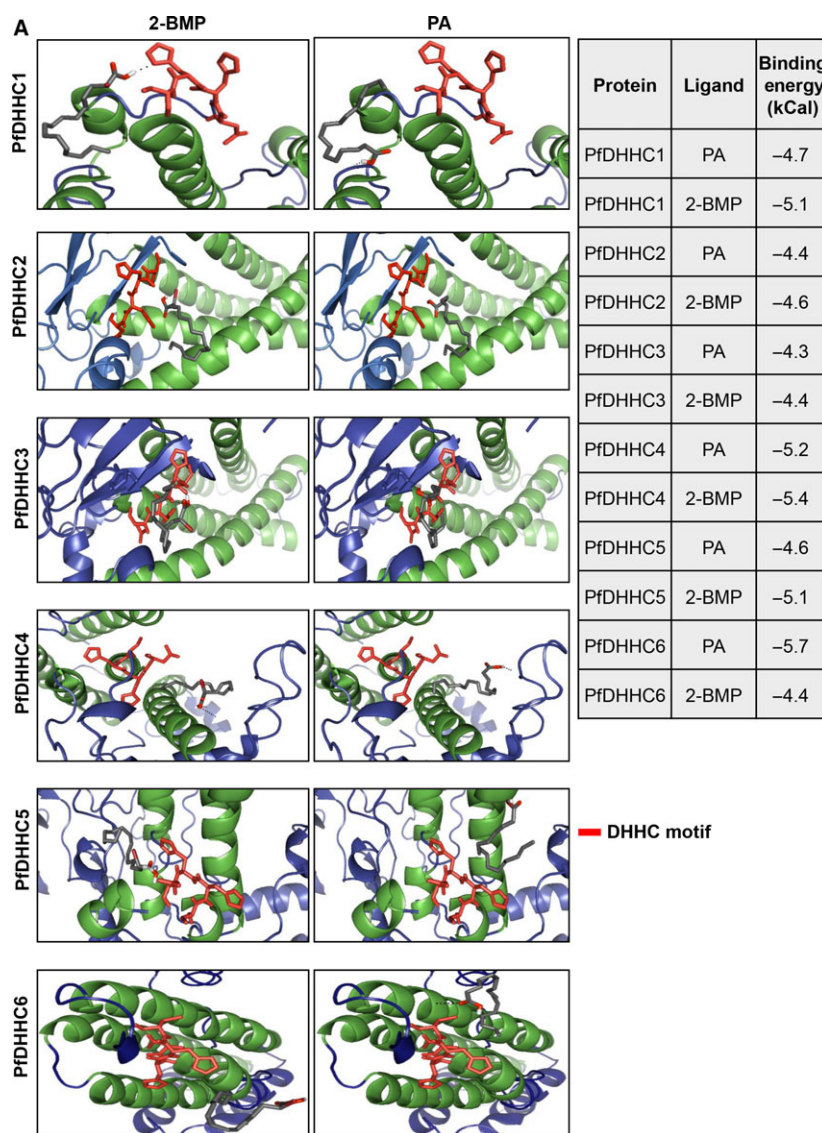 A
2-BMP PA
PfDHHC1
PfDHHC2
PfDHHC3
PfDHHC4
PfDHHC5
PfDHHC6
Protein Ligand Binding
energy
(kCal)
PfDHHC1 PA –4.7
PfDHHC1 2-BMP –5.1
PfDHHC2 PA –4.4
PfDHHC2 2-BMP –4.6
PfDHHC3 PA –4.3
PfDHHC3 2-BMP –4.4
PfDHHC4 PA –5.2
PfDHHC4 2-BMP –5.4
PfDHHC5 PA –4.6
PfDHHC5 2-BMP –5.1
PfDHHC6 PA –5.7
PfDHHC6 2-BMP –4.4
DHHC motif